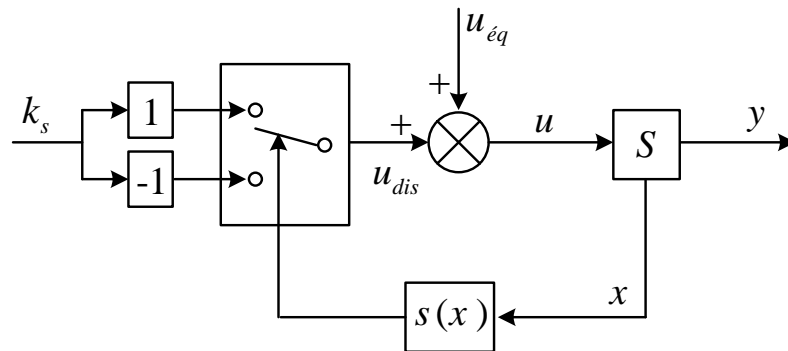 u_éq
+
k_s
1
-1
+
u_dis
u
S
y
x
s(x)